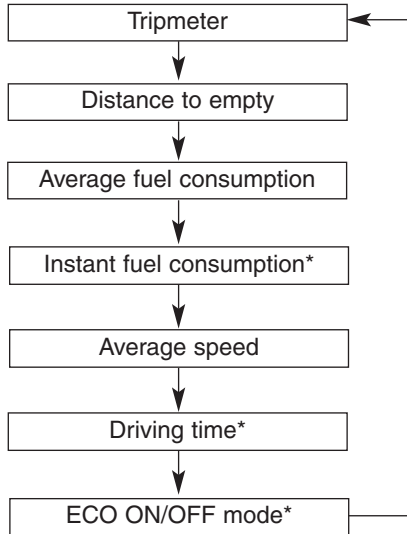 Tripmeter
Distance to empty
Average fuel consumption
Instant fuel consumption*
Average speed
Driving time*
ECO ON/OFF mode*